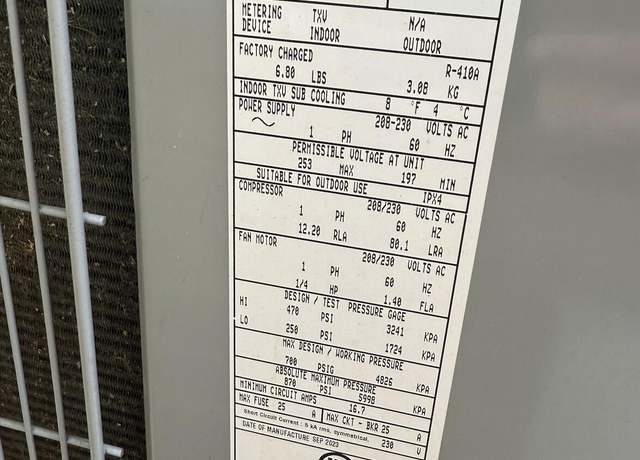 METERING TXV N/A
DEVICE INDOOR OUTDOOR
FACTORY CHARGED R-410A
6.80 LBS 3.08 KG
INDOOR TXV SUB COOLING 8 °F 4 °C
POWER SUPPLY 208-230 VOLTS AC
1 PH 60 HZ
PERMISSIBLE VOLTAGE AT UNIT
253 MAX 197 MIN
SUITABLE FOR OUTDOOR USE IPX4
COMPRESSOR 208/230 VOLTS AC
1 PH 60 HZ
12.20 RLA 80.1 LRA
FAN MOTOR 208/230 VOLTS AC
1 PH 60 HZ
1/4 HP 1.40 FLA
DESIGN / TEST PRESSURE GAGE
HI 470 PSI 3241 KPA
LO 250 PSI 1724 KPA
MAX DESIGN / WORKING PRESSURE
700 PSIG 4826 KPA
ABSOLUTE MAXIMUM PRESSURE
870 PSI 5998 KPA
MINIMUM CIRCUIT AMPS 16.7
MAX FUSE 25 A MAX CKT - BKR 25 A
Short Circuit Current : 5 kA rms, symmetrical, 230 V
DATE OF MANUFACTURE SEP 2023